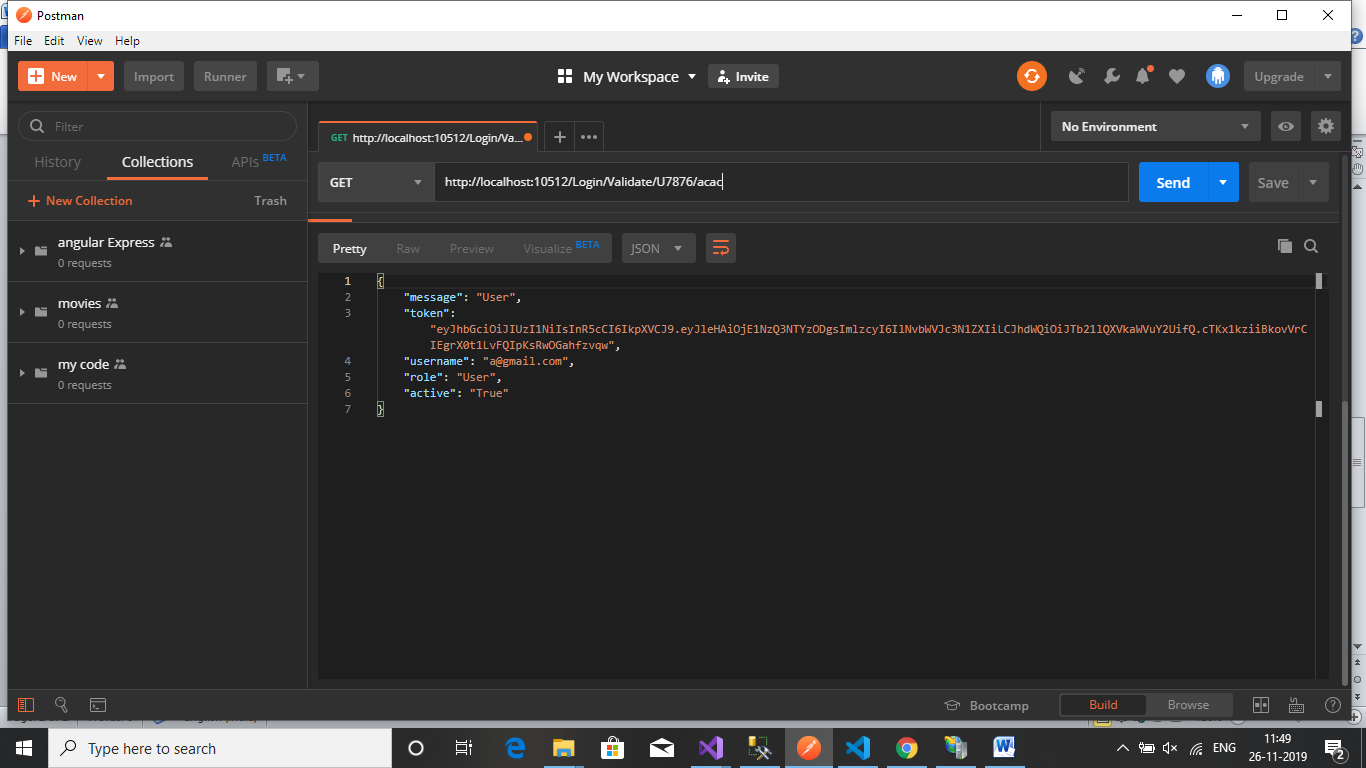 Postman
File Edit View Help
New Import Runner My Workspace Invite Upgrade
Filter
History Collections APIs BETA
New Collection Trash
angular Express
0 requests
movies
0 requests
my code
0 requests
GET http://localhost:10512/Login/Va... No Environment
GET http://localhost:10512/Login/Validate/U7876/acac Send Save
Pretty Raw Preview Visualize BETA JSON
1 {
2 "message": "User",
3 "token":
"eyJhbGciOiJIUzI1NiIsInR5cCI6IkpXVCJ9.eyJleHAiOjE1NzQ3NTYzODgsImlzcyI6IlNvbWVJc3N1ZXIiLCJhdWQiOiJTb21lQXVkaWVuY2UifQ.cTKx1kziiBkovVrC
IEgrX0t1LvFQIpKsRwOGahfzvqw",
4 "username": "a@gmail.com",
5 "role": "User",
6 "active": "True"
7 }
Bootcamp Build Browse
Type here to search
ENG
11:49
26-11-2019
2